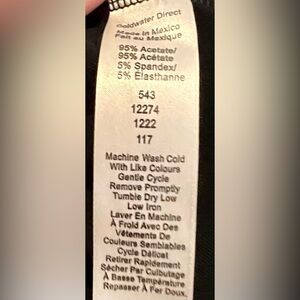 Coldwater Direct
Made in Mexico
Fait au Mexique
95% Acetate/
95% Acétate
5% Spandex/
5% Élasthanne
543
12274
1222
117
Machine Wash Cold
With Like Colours
Gentle Cycle
Remove Promptly
Tumble Dry Low
Low Iron
Laver En Machine
À Froid Avec Des
Vêtements De
Couleurs Semblables
Cycle Délicat
Retirer Rapidement
Sécher Par Culbutage
À Basse Température
Repasser À Fer Doux.